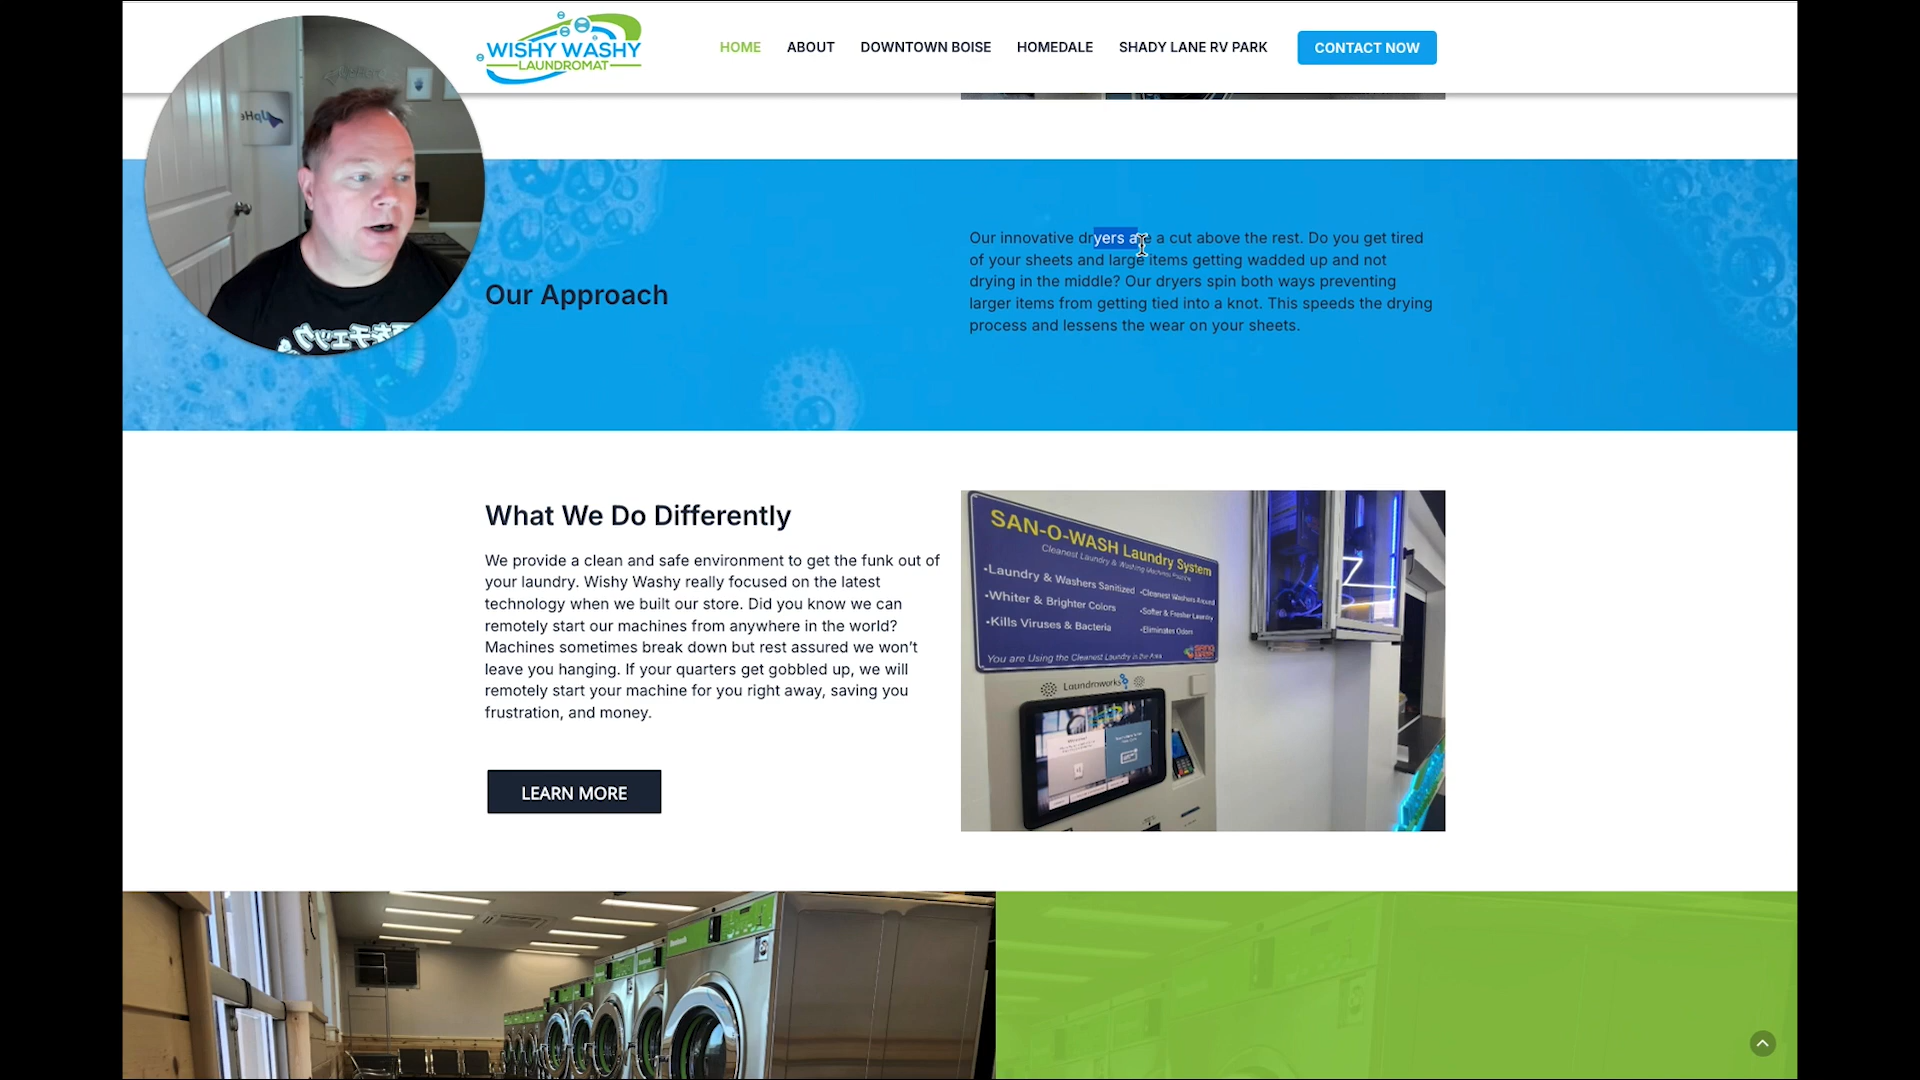 WISHY WASHY
LAUNDROMAT
HOME
ABOUT
DOWNTOWN BOISE
HOMEDALE
SHADY LANE RV PARK
CONTACT NOW
Our Approach
Our innovative dryers are a cut above the rest. Do you get tired
of your sheets and large items getting wadded up and not
drying in the middle? Our dryers spin both ways preventing
larger items from getting tied into a knot. This speeds the drying
process and lessens the wear on your sheets.
What We Do Differently
We provide a clean and safe environment to get the funk out of
your laundry. Wishy Washy really focused on the latest
technology when we built our store. Did you know we can
remotely start our machines from anywhere in the world?
Machines sometimes break down but rest assured we won’t
leave you hanging. If your quarters get gobbled up, we will
remotely start your machine for you right away, saving you
frustration, and money.
LEARN MORE
SAN-O-WASH Laundry System
Cleanest Laundry & Washing Machines
•Laundry & Washers Sanitized
•Whiter & Brighter Colors
•Kills Viruses & Bacteria
•Cleanest Washers Around
•Softer & Fresher Laundry
•Eliminates Odors
You are Using the Cleanest Laundry in the Area
Laundroworks